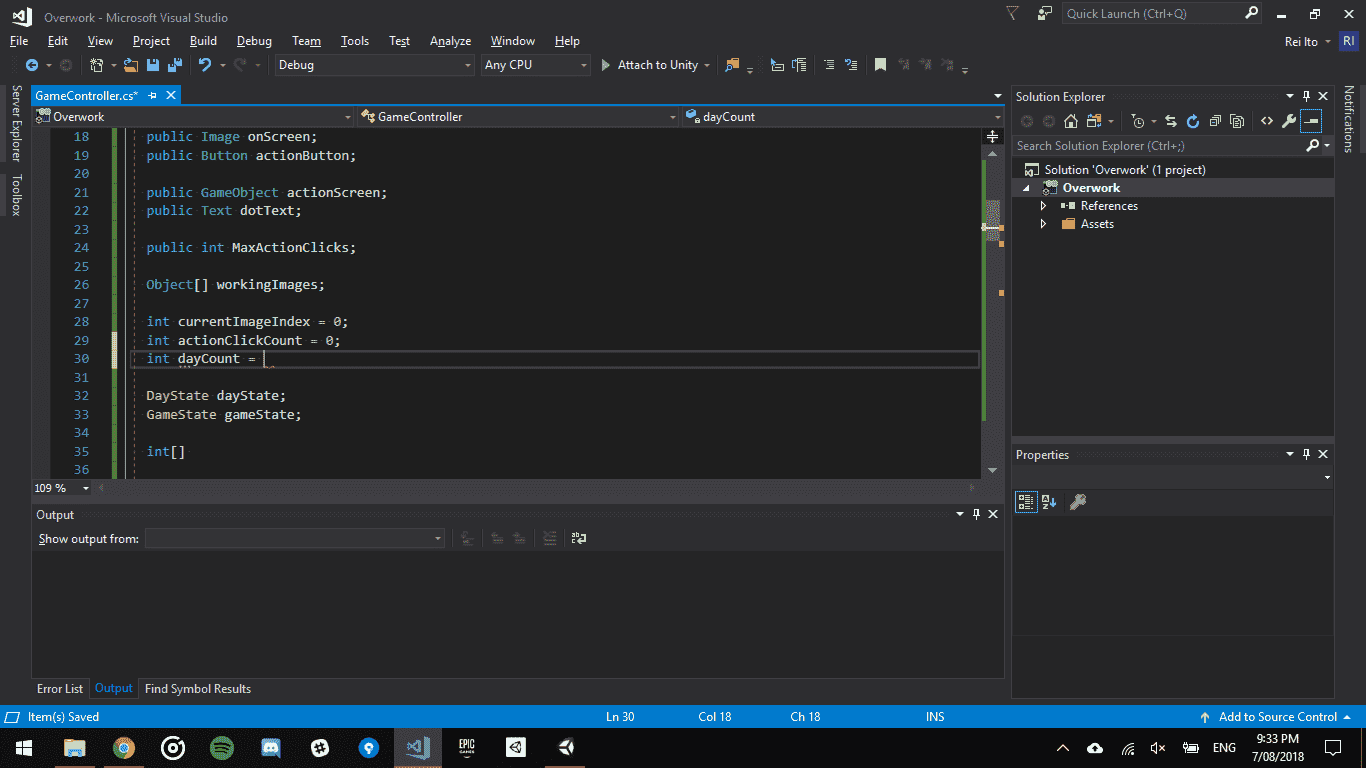 Overwork - Microsoft Visual Studio
Quick Launch (Ctrl+Q)
File Edit View Project Build Debug Team Tools Test Analyze Window Help
Rei Ito RI
Debug Any CPU Attach to Unity
Server Explorer
Toolbox
GameController.cs*
Overwork GameController dayCount
18 public Image onScreen;
19 public Button actionButton;
20
21 public GameObject actionScreen;
22 public Text dotText;
23
24 public int MaxActionClicks;
25
26 Object[] workingImages;
27
28 int currentImageIndex = 0;
29 int actionClickCount = 0;
30 int dayCount =
31
32 DayState dayState;
33 GameState gameState;
34
35 int[]
36
109 %
Output
Show output from:
Error List Output Find Symbol Results
Solution Explorer
Search Solution Explorer (Ctrl+;)
Solution 'Overwork' (1 project)
Overwork
References
Assets
Properties
Notifications
Item(s) Saved Ln 30 Col 18 Ch 18 INS Add to Source Control
EPIC GAMES
ENG
9:33 PM
7/08/2018